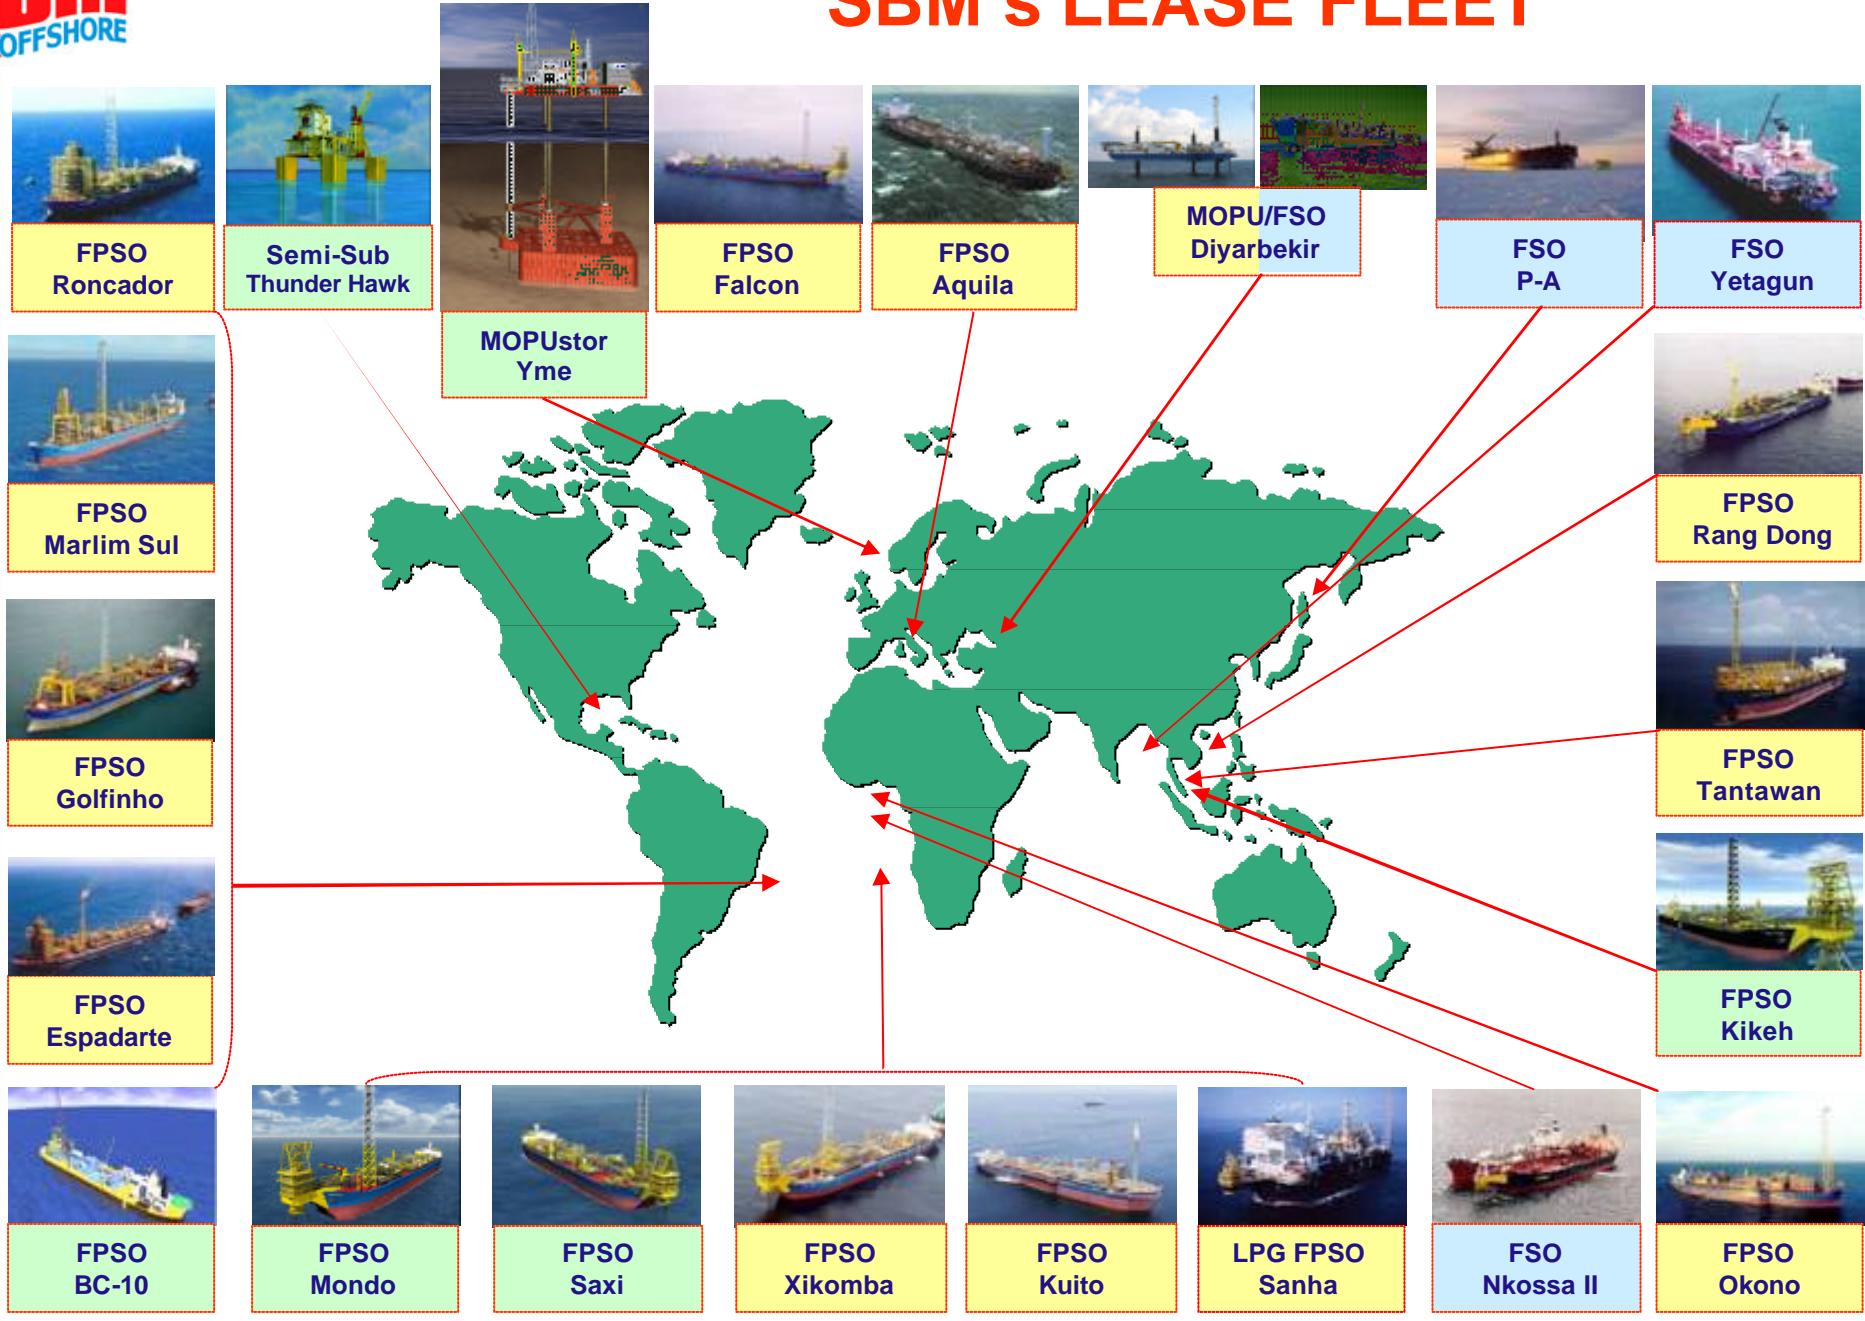 OFFSHORE
SBM's LEASE FLEET
FPSO
Roncador
Semi-Sub
Thunder Hawk
MOPUstor
Yme
FPSO
Falcon
FPSO
Aquila
MOPU/FSO
Diyarbekir
FSO
P-A
FSO
Yetagun
FPSO
Marlim Sul
FPSO
Rang Dong
FPSO
Golfinho
FPSO
Tantawan
FPSO
Espadarte
FPSO
Kikeh
FPSO
BC-10
FPSO
Mondo
FPSO
Saxi
FPSO
Xikomba
FPSO
Kuito
LPG FPSO
Sanha
FSO
Nkossa II
FPSO
Okono